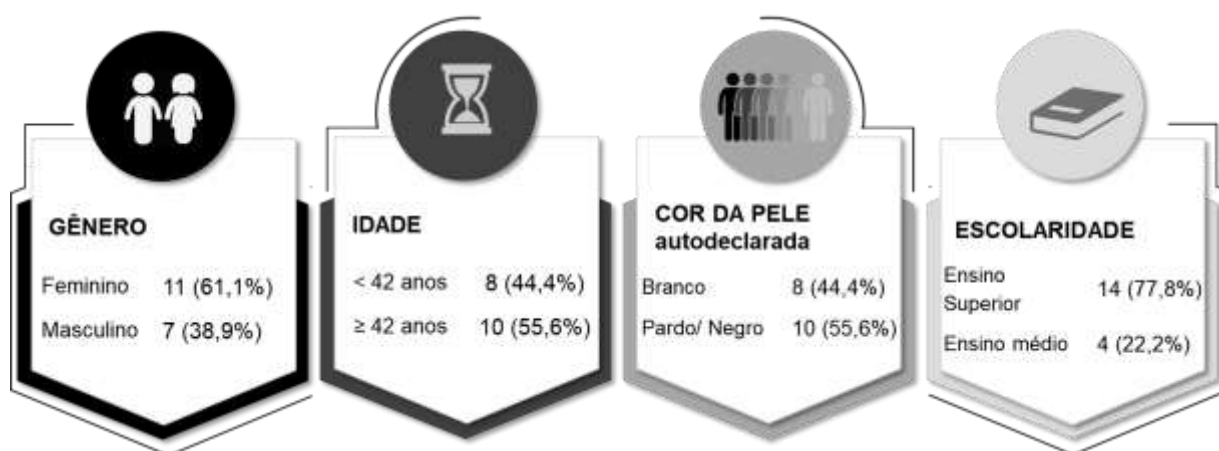 GÊNERO
Feminino 11 (61,1%)
Masculino 7 (38,9%)
IDADE
< 42 anos 8 (44,4%)
≥ 42 anos 10 (55,6%)
COR DA PELE
autodeclarada
Branco 8 (44,4%)
Pardo/ Negro 10 (55,6%)
ESCOLARIDADE
Ensino
Superior 14 (77,8%)
Ensino médio 4 (22,2%)